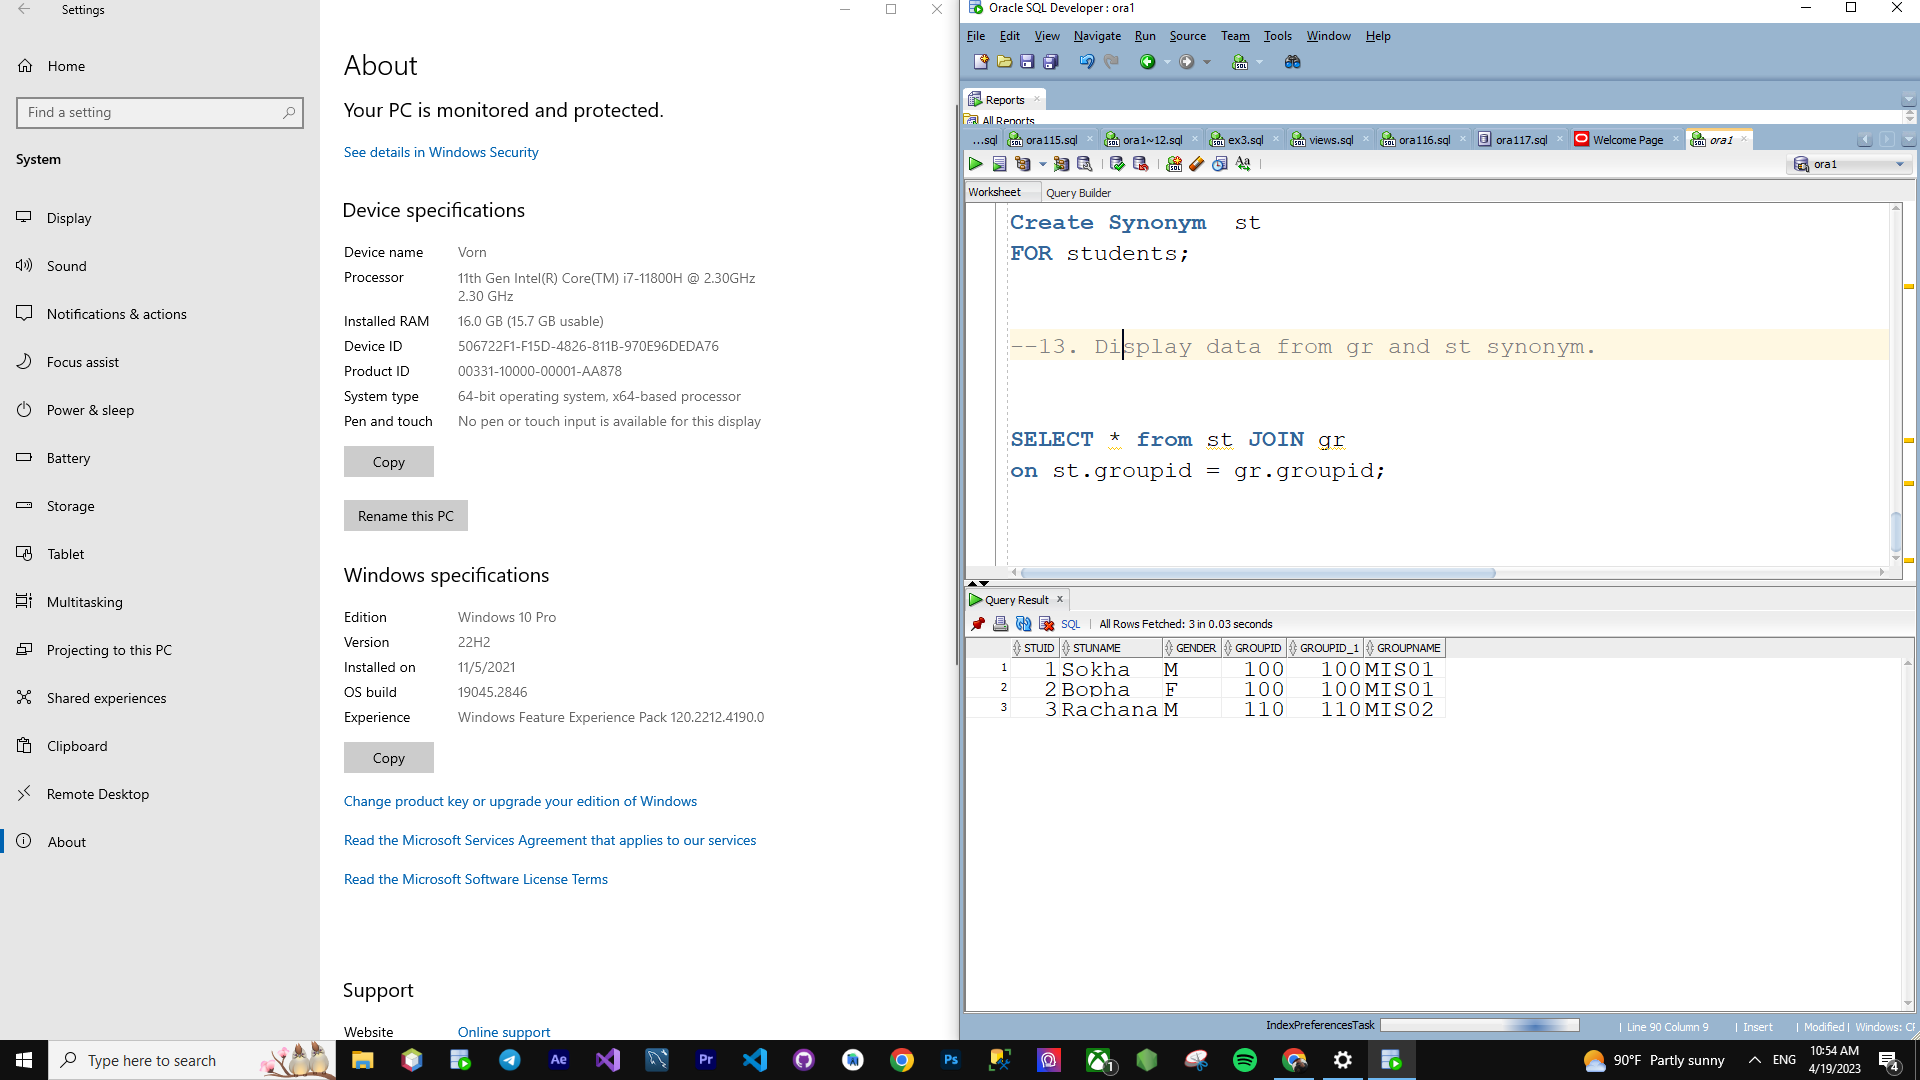 Settings
Home
Find a setting
System
Display
Sound
Notifications & actions
Focus assist
Power & sleep
Battery
Storage
Tablet
Multitasking
Projecting to this PC
Shared experiences
Clipboard
Remote Desktop
About
About
Your PC is monitored and protected.
See details in Windows Security
Device specifications
Device name Vorn
Processor 11th Gen Intel(R) Core(TM) i7-11800H @ 2.30GHz
2.30 GHz
Installed RAM 16.0 GB (15.7 GB usable)
Device ID 506722F1-F15D-4826-811B-970E96DEDA76
Product ID 00331-10000-00001-AA878
System type 64-bit operating system, x64-based processor
Pen and touch No pen or touch input is available for this display
Copy
Rename this PC
Windows specifications
Edition Windows 10 Pro
Version 22H2
Installed on 11/5/2021
OS build 19045.2846
Experience Windows Feature Experience Pack 120.2212.4190.0
Copy
Change product key or upgrade your edition of Windows
Read the Microsoft Services Agreement that applies to our services
Read the Microsoft Software License Terms
Support
Website Online support
Oracle SQL Developer : ora1
File Edit View Navigate Run Source Team Tools Window Help
Reports
All Reports
...sql ora115.sql ora1~12.sql ex3.sql views.sql ora116.sql ora117.sql Welcome Page ora1
ora1
Worksheet Query Builder
Create Synonym st
FOR students;
--13. Display data from gr and st synonym.
SELECT * from st JOIN gr
on st.groupid = gr.groupid;
Query Result x
SQL | All Rows Fetched: 3 in 0.03 seconds
STUID STUNAME GENDER GROUPID GROUPID_1 GROUPNAME
1 1 Sokha M 100 100 MIS01
2 2 Bopha F 100 100 MIS01
3 3 Rachana M 110 110 MIS02
IndexPreferencesTask | Line 90 Column 9 | Insert | Modified | Windows: CF
Type here to search
Ae Pr Ps 1
90°F Partly sunny ENG 10:54 AM
4/19/2023 4